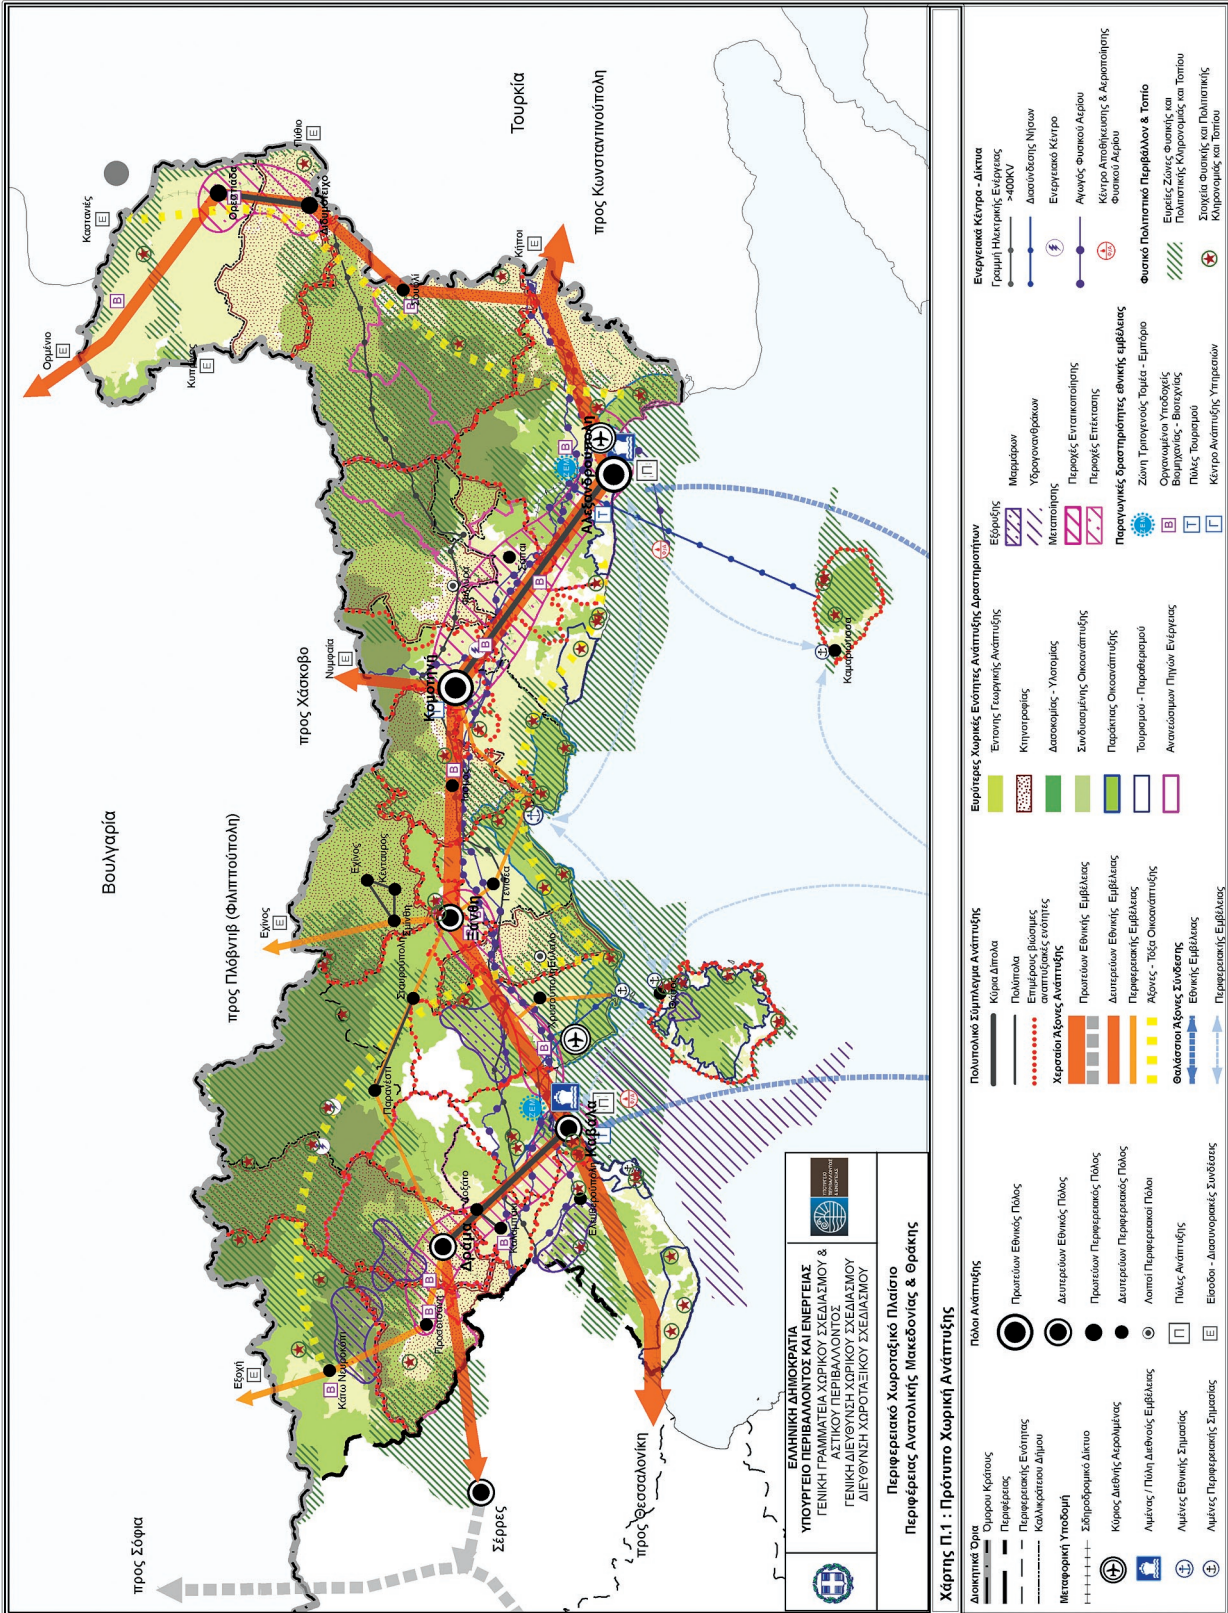 προς Σόφια
Βουλγαρία
προς Πλόβντιβ (Φιλιππούπολη)
προς Χάσκοβο
Τουρκία
προς Κωνσταντινούπολη
προς Θεσσαλονίκη
Σέρρες
Εξοχή
Ε
Κάτω Νευροκόπι
Β
Προσοτσάνη
Β
Δράμα
Β
Δοξάτο
Καλαμπάκι
Β
Ελευθερούπολη
Καβάλα
ΖΕΜ
Π
Τ
Φ/Α
Παρανέστι
Σταυρούπολη
Χρυσούπολη
Εύλαλο
Β
Θάσος
Εχίνος
Ε
Εχίνος
Κένταυρος
Σμίνθη
Ξάνθη
Γενισέα
Ίασμος
Β
Νυμφαία
Ε
Κομοτηνή
Τ
Β
Σάπαι
Β
Αλεξανδρούπολη
ΖΕΜ
Β
Π
Τ
Φ/Α
Καμαριώτισσα
Σουφλί
Β
Κήποι
Ε
Διδυμότειχο
Πύθιο
Ε
Ορεστιάδα
Καστανιές
Ε
Β
Ορμένιο
Ε
Κυπρίνος
Ε
ΕΛΛΗΝΙΚΗ ΔΗΜΟΚΡΑΤΙΑ
ΥΠΟΥΡΓΕΙΟ ΠΕΡΙΒΑΛΛΟΝΤΟΣ ΚΑΙ ΕΝΕΡΓΕΙΑΣ
ΓΕΝΙΚΗ ΓΡΑΜΜΑΤΕΙΑ ΧΩΡΙΚΟΥ ΣΧΕΔΙΑΣΜΟΥ &
ΑΣΤΙΚΟΥ ΠΕΡΙΒΑΛΛΟΝΤΟΣ
ΓΕΝΙΚΗ ΔΙΕΥΘΥΝΣΗ ΧΩΡΙΚΟΥ ΣΧΕΔΙΑΣΜΟΥ
ΔΙΕΥΘΥΝΣΗ ΧΩΡΟΤΑΞΙΚΟΥ ΣΧΕΔΙΑΣΜΟΥ
Περιφερειακό Χωροταξικό Πλαίσιο
Περιφέρειας Ανατολικής Μακεδονίας & Θράκης
Χάρτης Π.1 : Πρότυπο Χωρική Ανάπτυξης
Διοικητικά Όρια
Όμορου Κράτους
Περιφέρειας
Περιφερειακής Ενότητας
Καλλικράτειου Δήμου
Μεταφορική Υποδομή
Σιδηροδρομικό Δίκτυο
Κύριος Διεθνής Αερολιμένας
Λιμένας / Πύλη Διεθνούς Εμβέλειας
Λιμένες Εθνικής Σημασίας
Λιμένες Περιφερειακής Σημασίας
Πόλοι Ανάπτυξης
Πρωτεύων Εθνικός Πόλος
Δευτερεύων Εθνικός Πόλος
Πρωτεύων Περιφερειακός Πόλος
Δευτερεύων Περιφερειακός Πόλος
Λοιποί Περιφερειακοί Πόλοι
Π
Πύλες Ανάπτυξης
Ε
Είσοδοι - Διασυνοριακές Συνδέσεις
Πολυπολικό Σύμπλεγμα Ανάπτυξης
Κύρια Δίπολα
Πολύπολα
Επιμέρους βιώσιμες
αναπτυξιακές ενότητες
Χερσαίοι Άξονες Ανάπτυξης
Πρωτεύων Εθνικής Εμβέλειας
Δευτερεύων Εθνικής Εμβέλειας
Περιφερειακής Εμβέλειας
Άξονες - Τόξα Οικοανάπτυξης
Θαλάσσιοι Άξονες Σύνδεσης
Εθνικής Εμβέλειας
Περιφερειακής Εμβέλειας
Ευρύτερες Χωρικές Ενότητες Ανάπτυξης Δραστηριοτήτων
Έντονης Γεωργικής Ανάπτυξης
Κτηνοτροφίας
Δασοκομίας - Υλοτομίας
Συνδυασμένης Οικοανάπτυξης
Παράκτιας Οικοανάπτυξης
Τουρισμού - Παραθερισμού
Ανανεώσιμων Πηγών Ενέργειας
Εξόρυξης
Μαρμάρων
Υδρογονανθράκων
Μεταποίησης
Περιοχές Εντατικοποίησης
Περιοχές Επέκτασης
Παραγωγικές δραστηριότητες εθνικής εμβέλειας
ΖΕΜ
Ζώνη Τριτογενούς Τομέα - Εμπόριο
Β
Οργανωμένοι Υποδοχείς
Βιομηχανίας - Βιοτεχνίας
Τ
Πύλες Τουρισμού
Γ
Κέντρο Ανάπτυξης Υπηρεσιών
Ενεργειακά Κέντρα - Δίκτυα
Γραμμή Ηλεκτρικής Ενέργειας
>400KV
Διασύνδεσης Νήσων
Ενεργειακό Κέντρο
Αγωγός Φυσικού Αερίου
Φ/Α
Κέντρο Αποθήκευσης & Αεριοποίησης
Φυσικού Αερίου
Φυσικό Πολιτιστικό Περιβάλλον & Τοπίο
Ευρείες Ζώνες Φυσικής και
Πολιτιστικής Κληρονομιάς και Τοπίου
Στοιχεία Φυσικής και Πολιτιστικής
Κληρονομιάς και Τοπίου